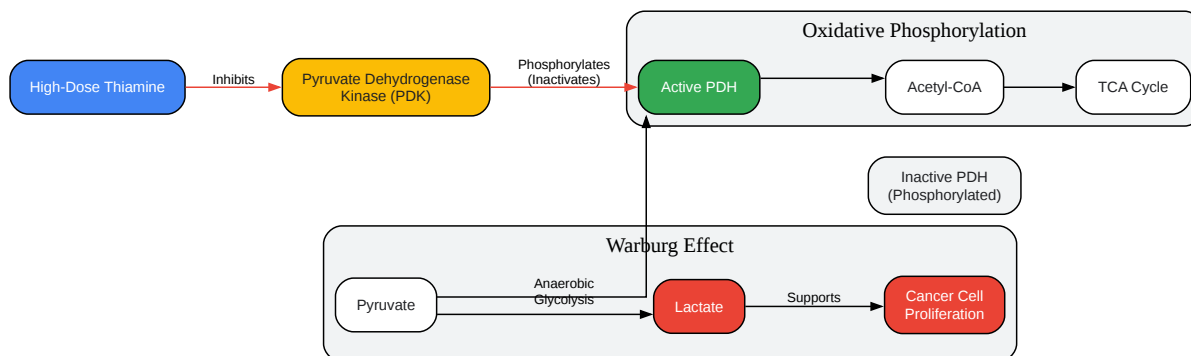 Oxidative Phosphorylation
High-Dose Thiamine
Inhibits
Pyruvate Dehydrogenase
Kinase (PDK)
Phosphorylates
(Inactivates)
Active PDH
Acetyl-CoA
TCA Cycle
Inactive PDH
(Phosphorylated)
Warburg Effect
Pyruvate
Anaerobic
Glycolysis
Lactate
Supports
Cancer Cell
Proliferation